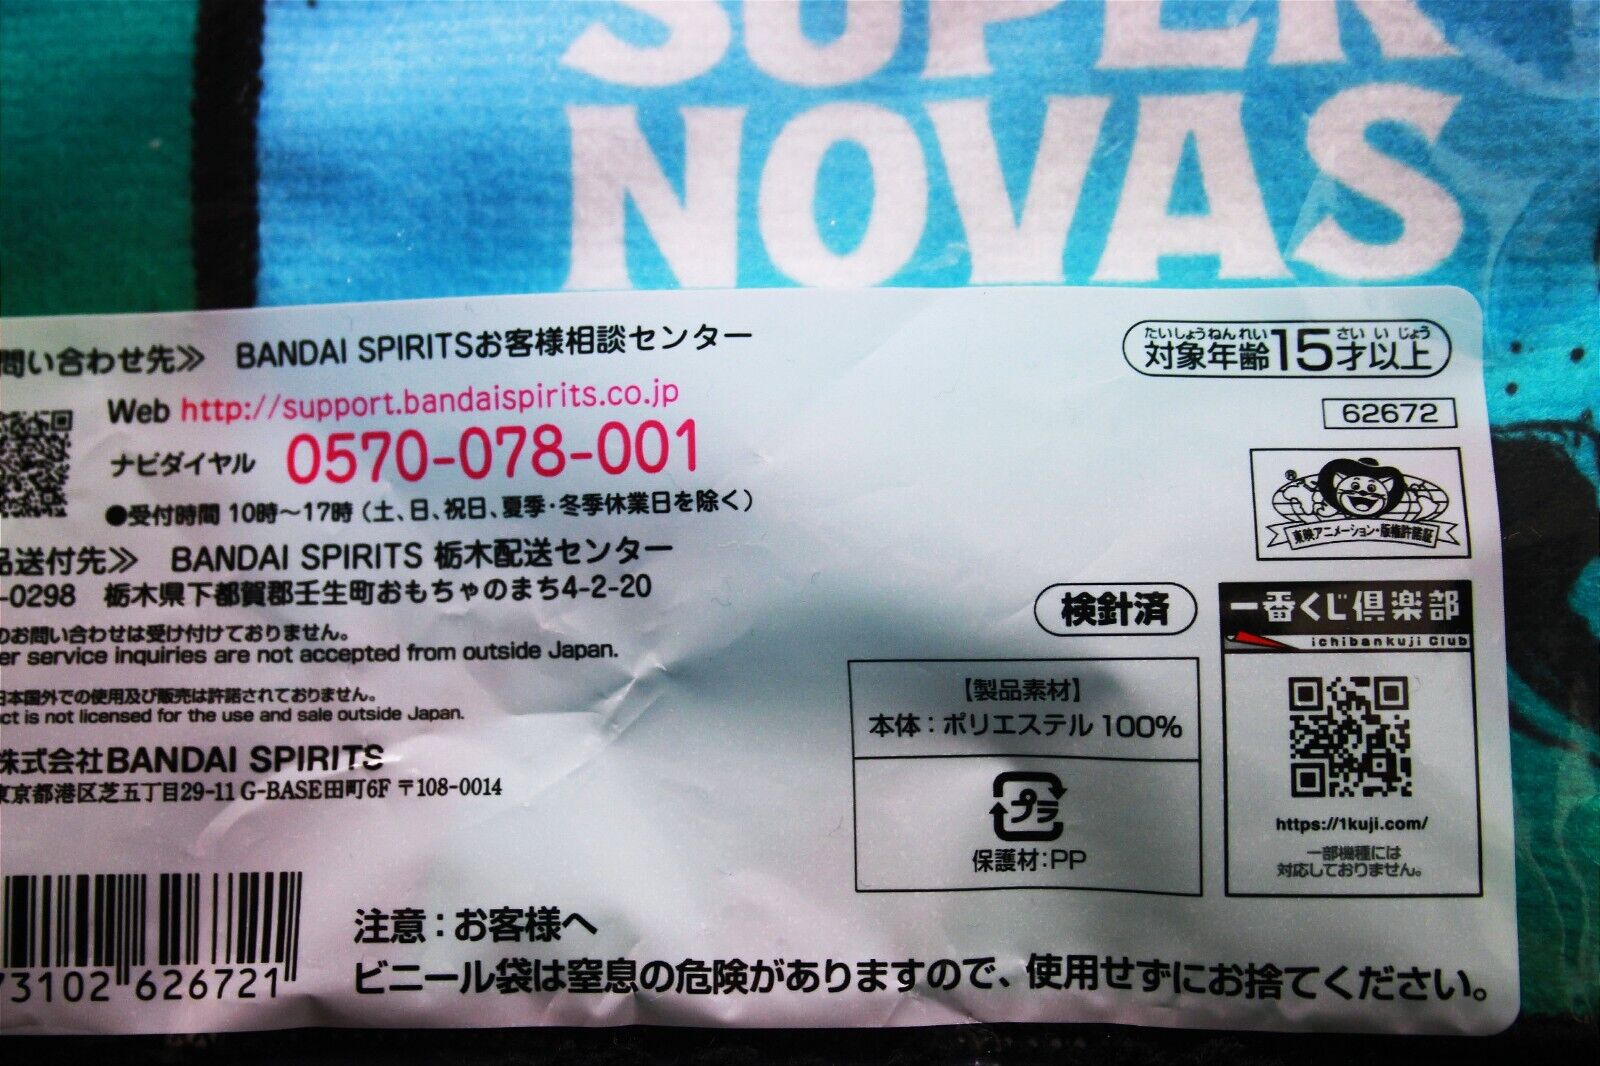 SUPER
NOVAS
問い合わせ先≫ BANDAI SPIRITSお客様相談センター
Web http://support.bandaispirits.co.jp
ナビダイヤル 0570-078-001
●受付時間 10時〜17時（土、日、祝日、夏季・冬季休業日を除く）
品送付先≫ BANDAI SPIRITS 栃木配送センター
-0298 栃木県下都賀郡壬生町おもちゃのまち4-2-20
のお問い合わせは受け付けておりません。
er service inquiries are not accepted from outside Japan.
日本国外での使用及び販売は許諾されておりません。
ct is not licensed for the use and sale outside Japan.
株式会社BANDAI SPIRITS
東京都港区芝五丁目29-11 G-BASE田町6F 〒108-0014
73102 626721
注意：お客様へ
ビニール袋は窒息の危険がありますので、使用せずにお捨てください。
たいしょうねんれい さい いじょう
対象年齢15才以上
62672
®
東映アニメーション・版権許諾証
検針済
【製品素材】
本体：ポリエステル 100%
プラ
保護材：PP
一番くじ倶楽部
ichibankuji Club
https://1kuji.com/
一部機種には
対応しておりません。